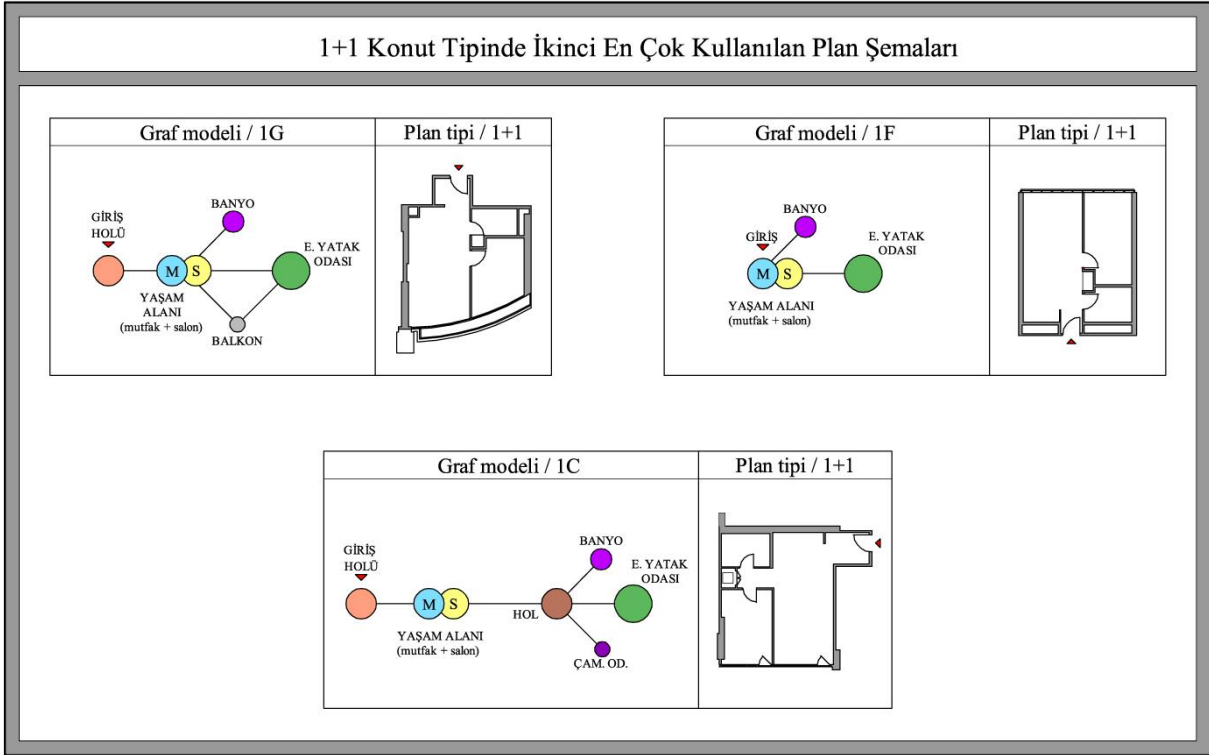 1+1 Konut Tipinde İkinci En Çok Kullanılan Plan Şemaları
Graf modeli / 1G
Plan tipi / 1+1
GİRİŞ
HOLÜ
BANYO
E. YATAK
ODASI
M
S
YAŞAM
ALANI
(mutfak + salon)
BALKON
Graf modeli / 1F
Plan tipi / 1+1
BANYO
GİRİŞ
E. YATAK
ODASI
M
S
YAŞAM ALANI
(mutfak + salon)
Graf modeli / 1C
Plan tipi / 1+1
GİRİŞ
HOLÜ
BANYO
E. YATAK
ODASI
M
S
HOL
YAŞAM ALANI
(mutfak + salon)
ÇAM. OD.